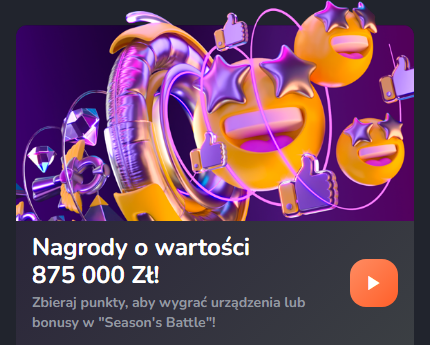 Nagrody o wartości
875 000 Zł!
Zbieraj punkty, aby wygrać urządzenia lub
bonusy w "Season's Battle"!